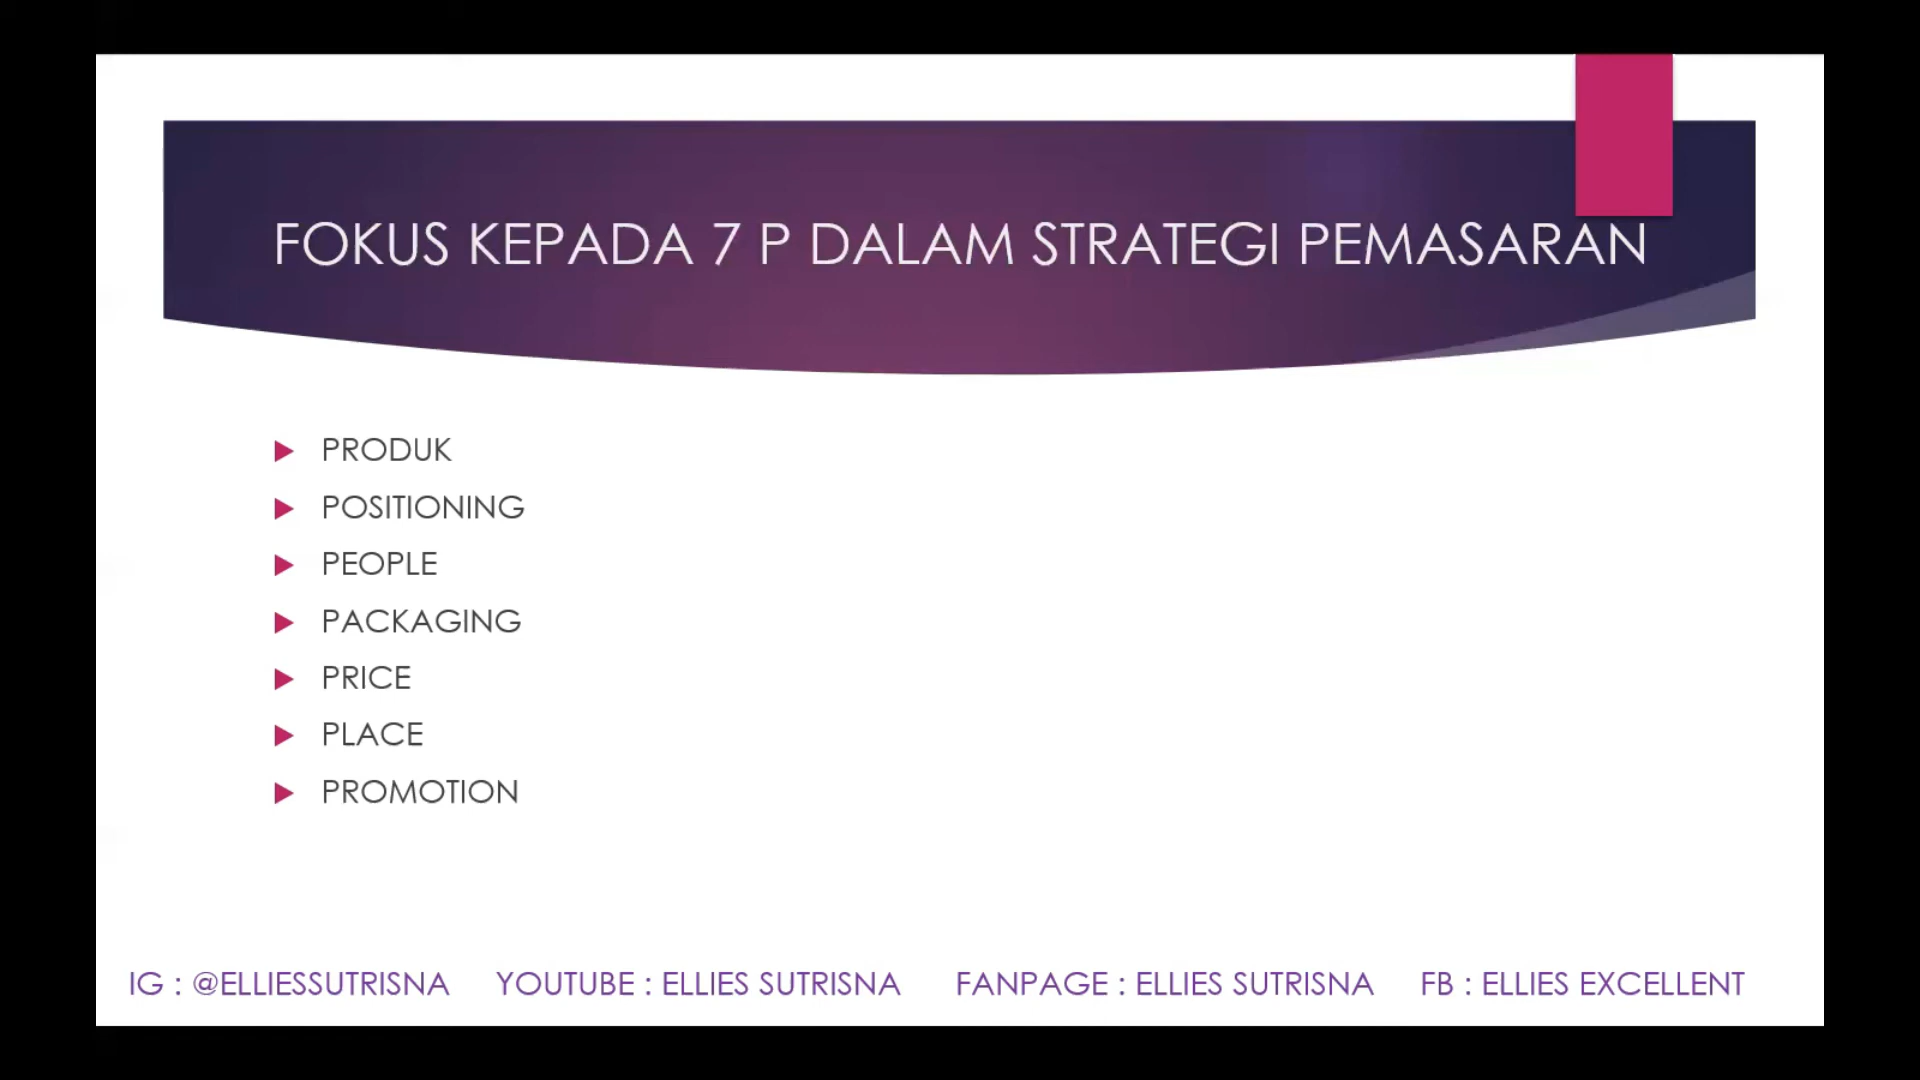 FOKUS KEPADA 7 P DALAM STRATEGI PEMASARAN
PRODUK
POSITIONING
PEOPLE
PACKAGING
PRICE
PLACE
PROMOTION
IG : @ELLIESSUTRISNA YOUTUBE : ELLIES SUTRISNA FANPAGE : ELLIES SUTRISNA FB : ELLIES EXCELLENT